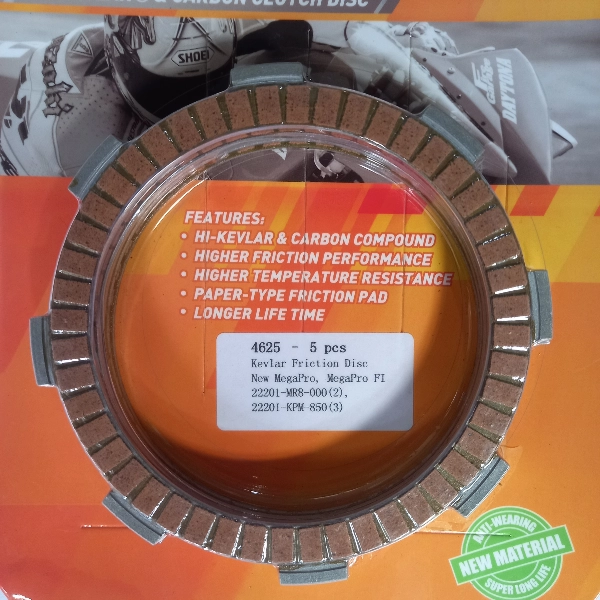 & CARBON CLUTCH DISC
SHOEI
DAYTONA
FEATURES:
• HI-KEVLAR & CARBON COMPOUND
• HIGHER FRICTION PERFORMANCE
• HIGHER TEMPERATURE RESISTANCE
• PAPER-TYPE FRICTION PAD
• LONGER LIFE TIME
4625 - 5 pcs
Kevlar Friction Disc
New MegaPro, MegaPro FI
22201-MR8-000(2),
22201-KPM-850(3)
ANTI-WEARING
NEW MATERIAL
SUPER LONG LIFE